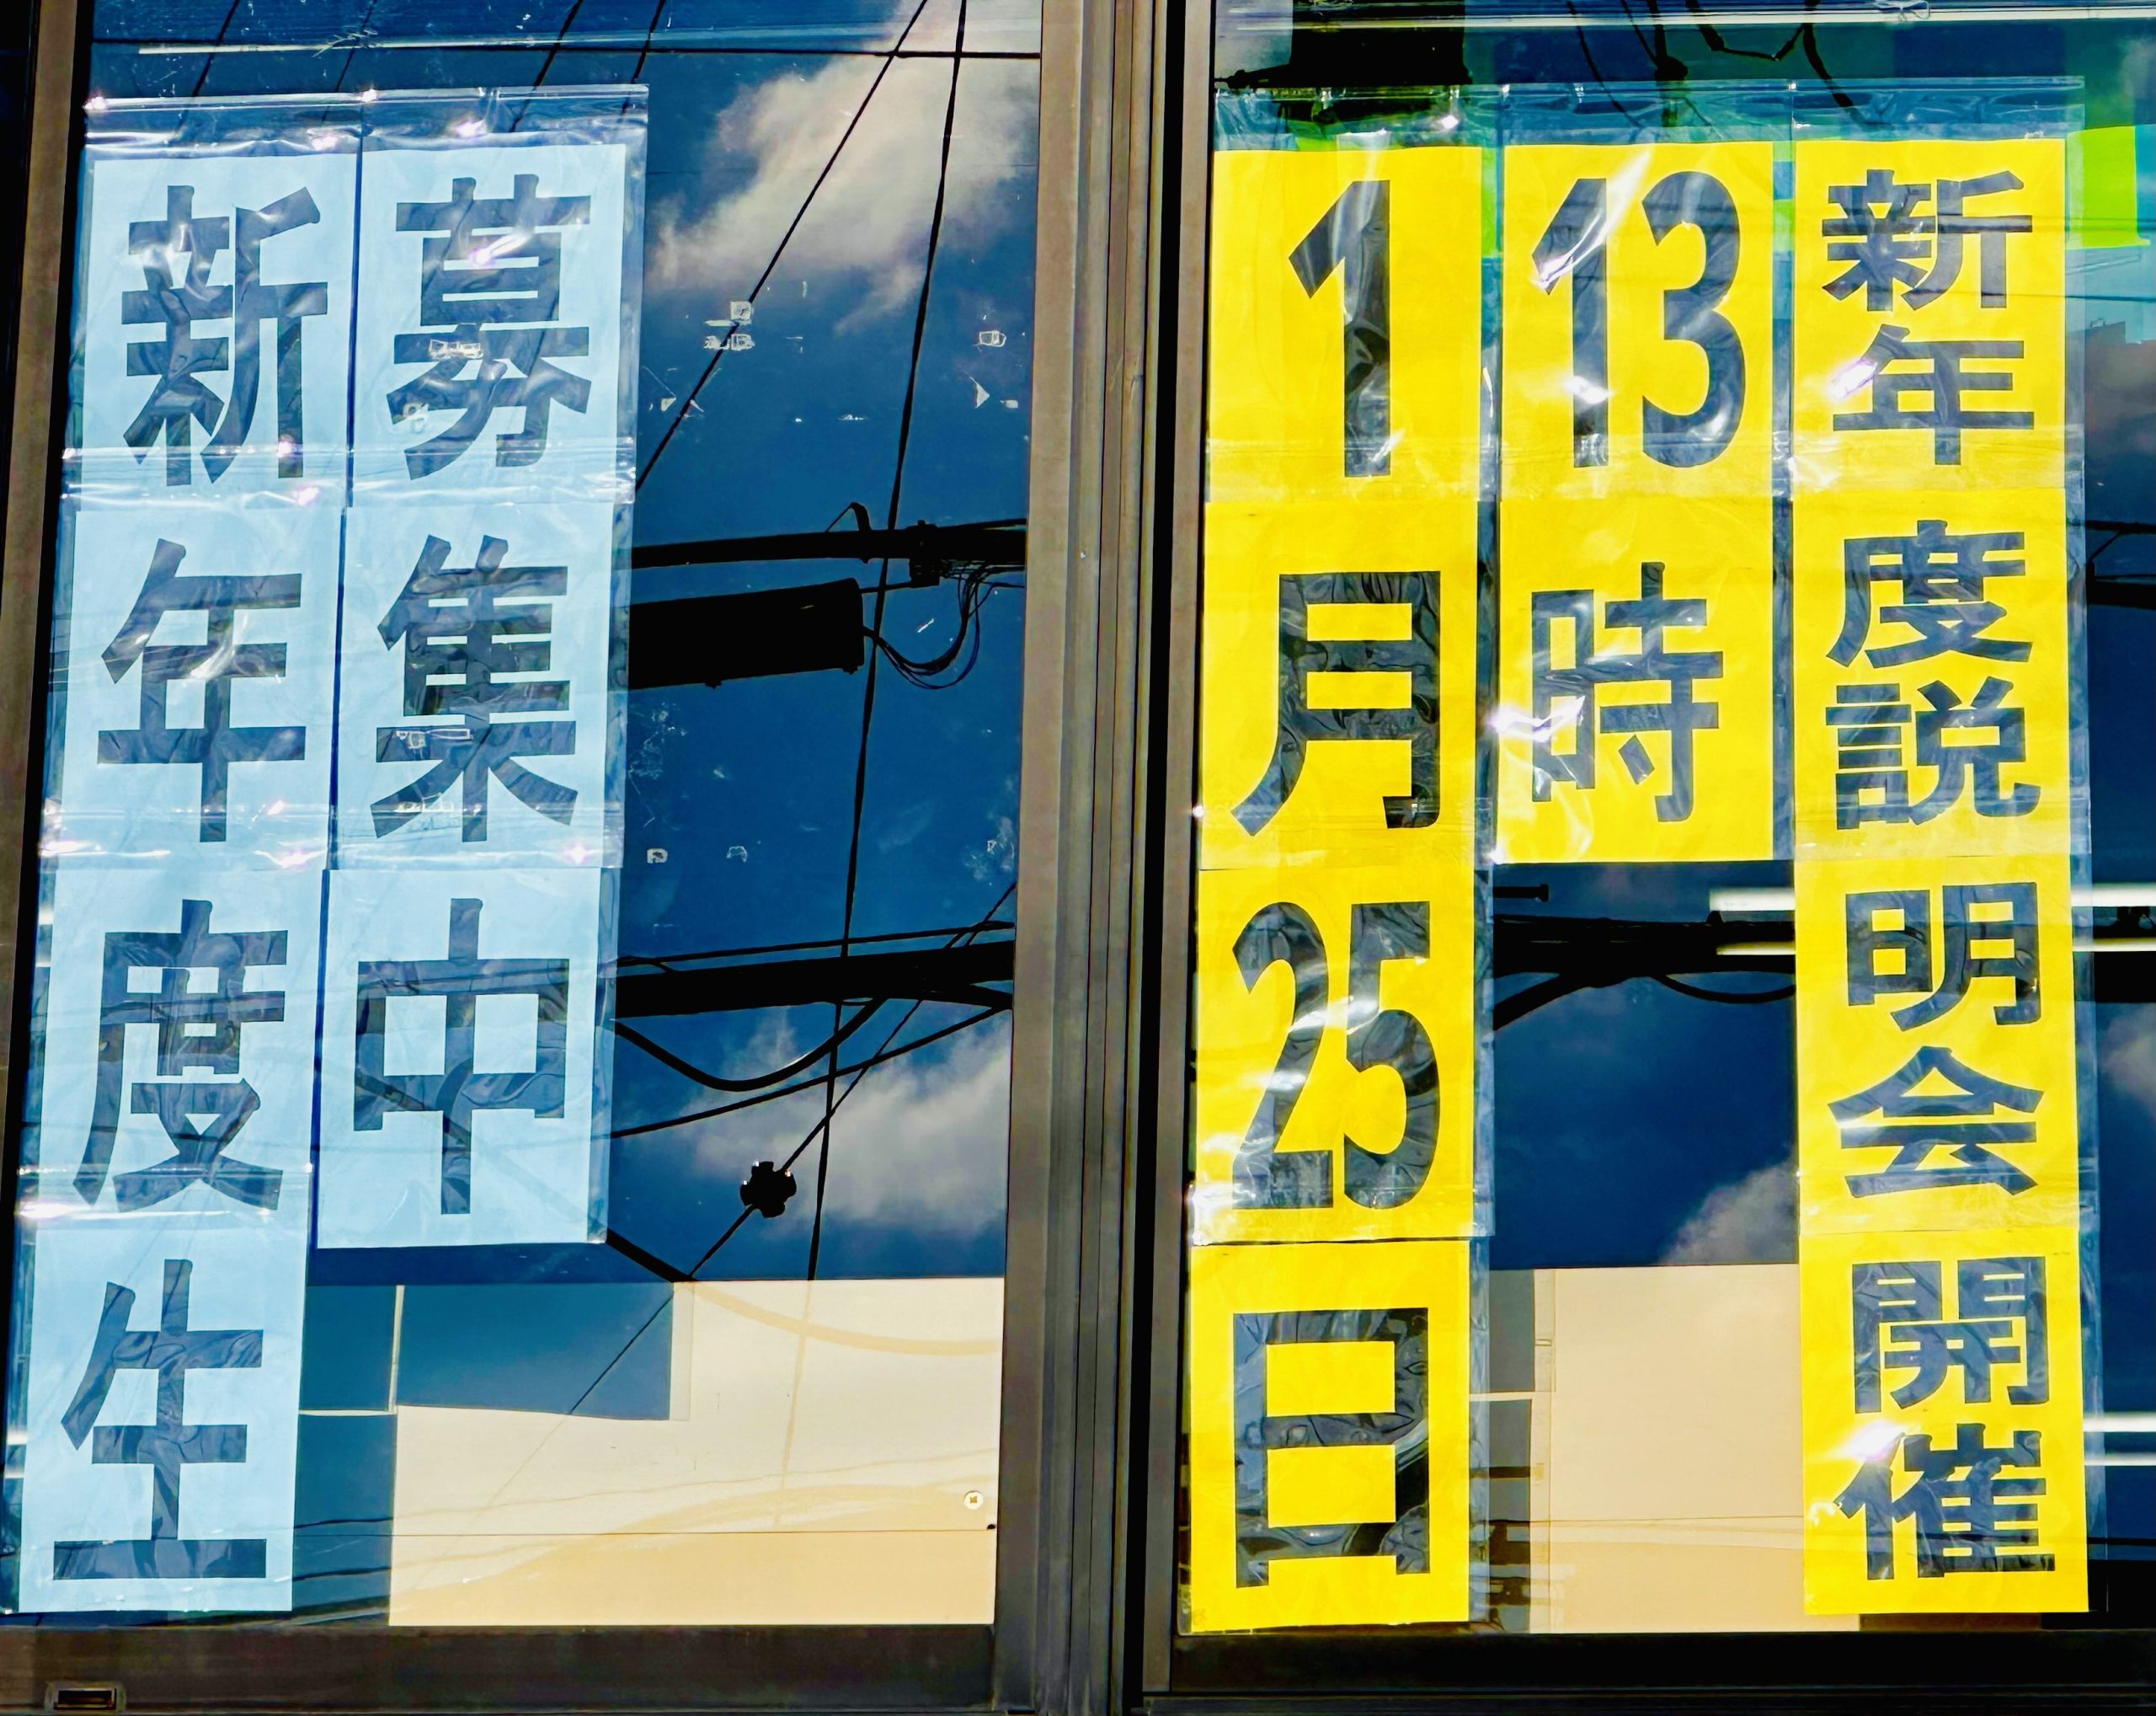 新年度生
募集中
1月25日
13時
新年度説明会開催